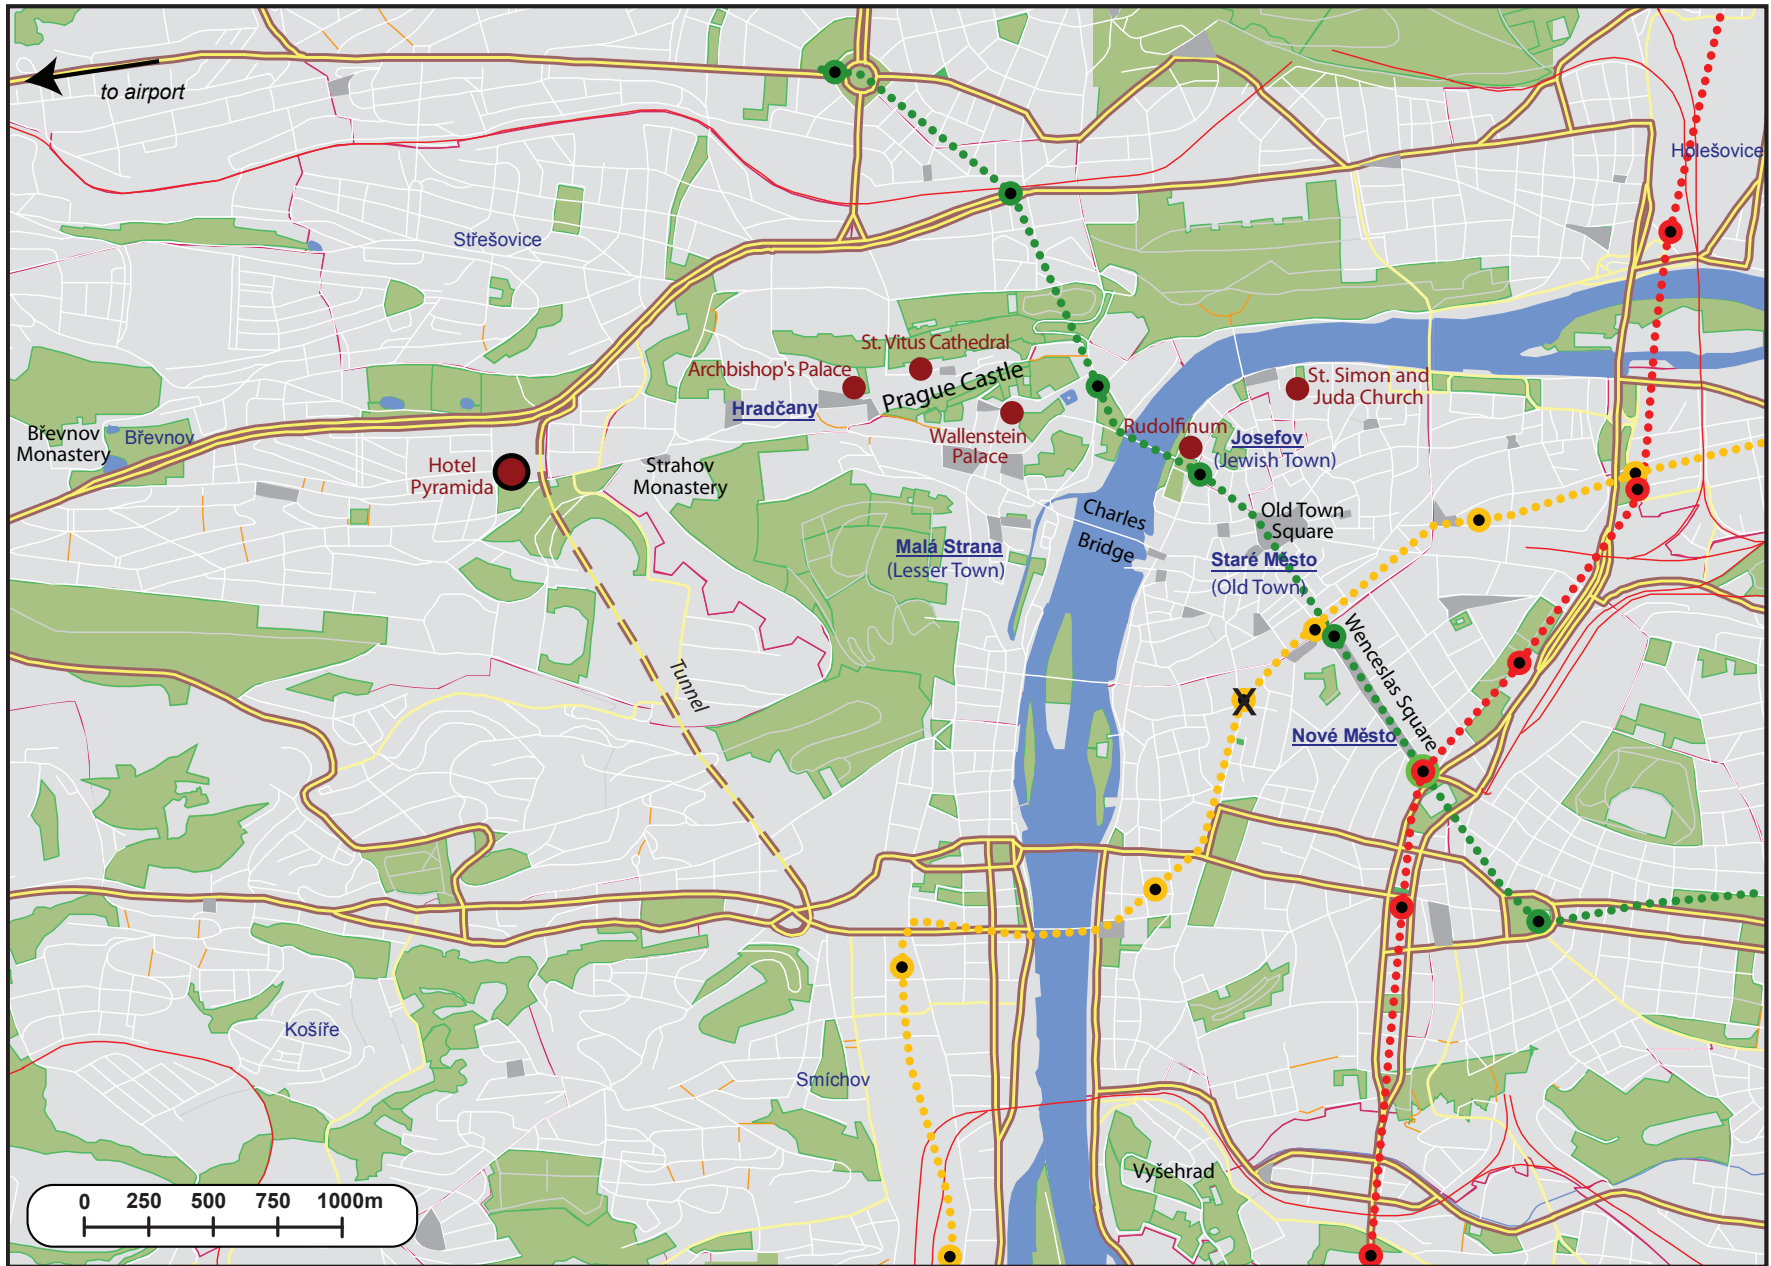 to airport
Holešovice
Střešovice
St. Vitus Cathedral
Archbishop's Palace
Prague Castle
Hradčany
St. Simon and
Juda Church
Wallenstein
Palace
Rudolfinum
Josefov
(Jewish Town)
Břevnov
Monastery
Břevnov
Hotel
Pyramida
Strahov
Monastery
Charles
Bridge
Old Town
Square
Malá Strana
(Lesser Town)
Staré Město
(Old Town)
Wenceslas Square
Tunnel
X
Nové Město
Košíře
Smíchov
Vyšehrad
0 250 500 750 1000m